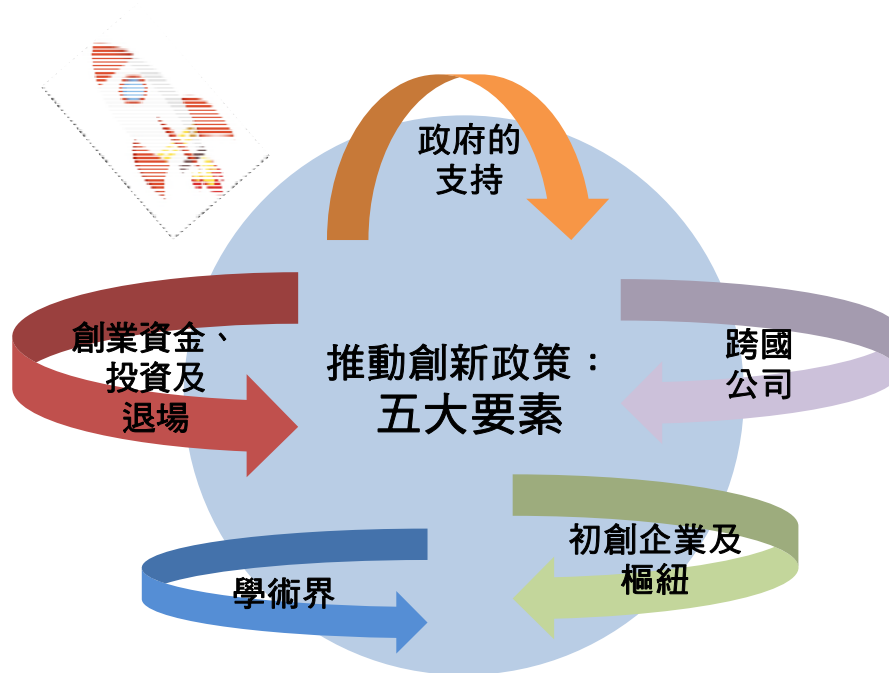 政府的
支持
創業資金、
投資及
退場
推動創新政策：
五大要素
跨國
公司
初創企業及
樞紐
學術界